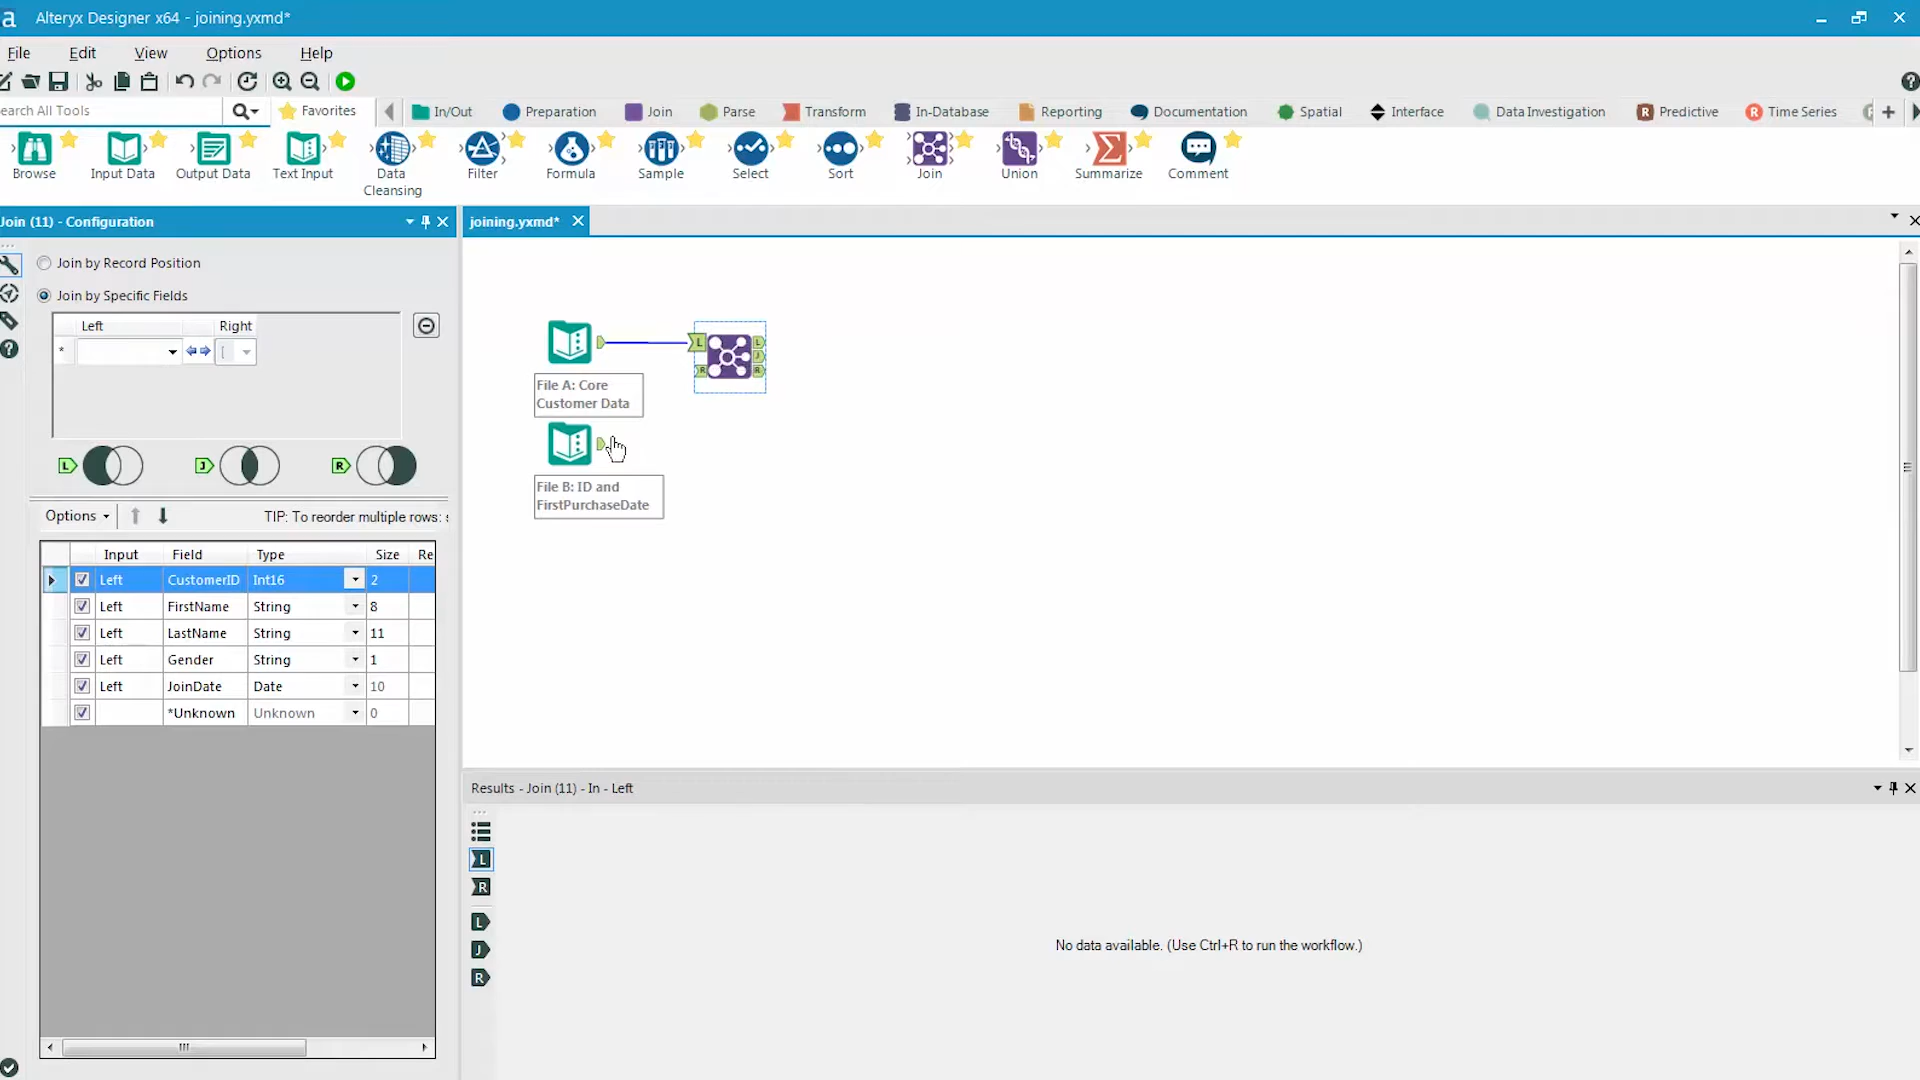 a Alteryx Designer x64 - joining.yxmd*
File Edit View Options Help
earch All Tools
Favorites
In/Out Preparation Join Parse Transform In-Database Reporting Documentation Spatial Interface Data Investigation Predictive Time Series
Browse Input Data Output Data Text Input Data Cleansing Filter Formula Sample Select Sort Join Union Summarize Comment
Join (11) - Configuration
joining.yxmd*
Join by Record Position
Join by Specific Fields
Left Right
*
L
R
L
J
R
File A: Core
Customer Data
File B: ID and
FirstPurchaseDate
L J R
Options TIP: To reorder multiple rows:
Input Field Type Size Re
Left CustomerID Int16 2
Left FirstName String 8
Left LastName String 11
Left Gender String 1
Left JoinDate Date 10
*Unknown Unknown 0
Results - Join (11) - In - Left
L
R
L
J
R
No data available. (Use Ctrl+R to run the workflow.)